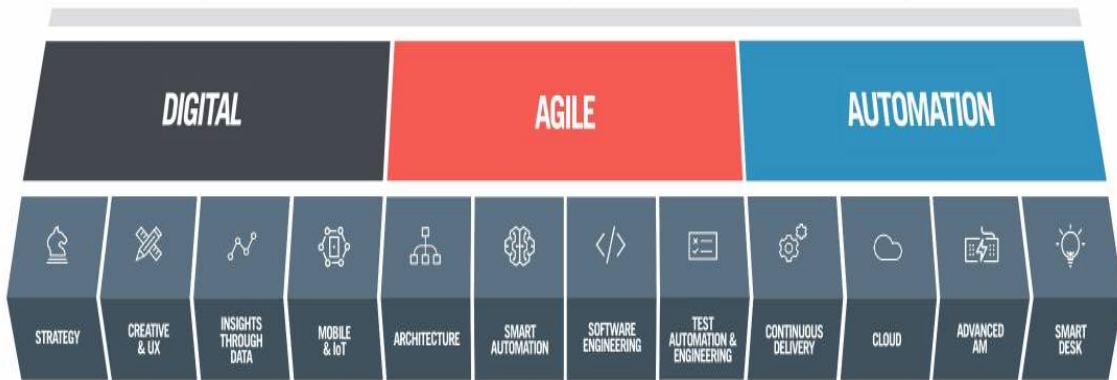 DIGITAL
AGILE
AUTOMATION
STRATEGY
CREATIVE
& UX
INSIGHTS
THROUGH
DATA
MOBILE
& IoT
ARCHITECTURE
SMART
AUTOMATION
SOFTWARE
ENGINEERING
TEST
AUTOMATION &
ENGINEERING
CONTINUOUS
DELIVERY
CLOUD
ADVANCED
AM
SMART
DESK